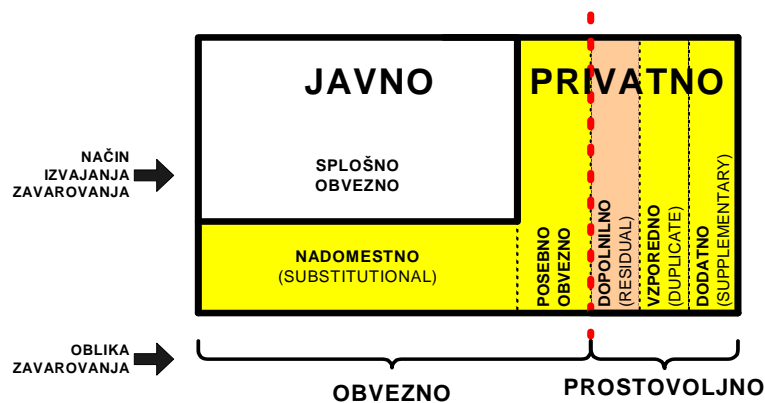 JAVNO
PRIVATNO
NAČIN
IZVAJANJA
ZAVAROVANJA
SPLOŠNO
OBVEZNO
NADOMESTNO
(SUBSTITUTIONAL)
POSEBNO
OBVEZNO
DOPOLNILNO
(RESIDUAL)
VZPOREDNO
(DUPLICATE)
DODATNO
(SUPPLEMENTARY)
OBLIKA
ZAVAROVANJA
OBVEZNO
PROSTOVOLJNO